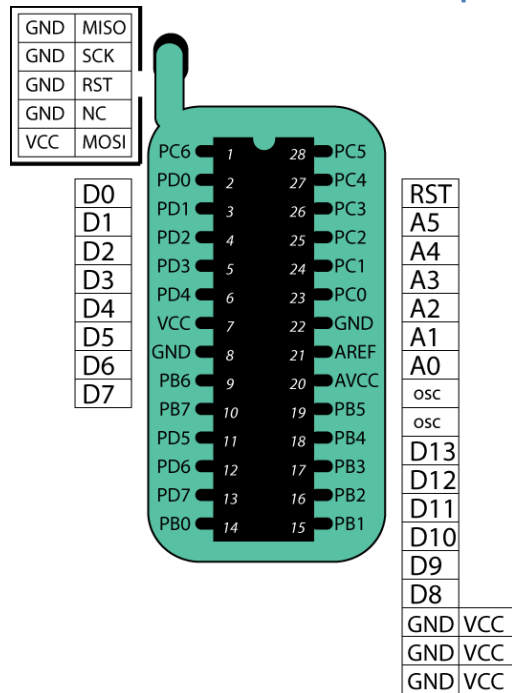 GND MISO
GND SCK
GND RST
GND NC
VCC MOSI
PC6 1 28 PC5
PD0 2 27 PC4
PD1 3 26 PC3
PD2 4 25 PC2
PD3 5 24 PC1
PD4 6 23 PC0
VCC 7 22 GND
GND 8 21 AREF
PB6 9 20 AVCC
PB7 10 19 PB5
PD5 11 18 PB4
PD6 12 17 PB3
PD7 13 16 PB2
PB0 14 15 PB1
D0
D1
D2
D3
D4
D5
D6
D7
RST
A5
A4
A3
A2
A1
A0
osc
osc
D13
D12
D11
D10
D9
D8
GND VCC
GND VCC
GND VCC